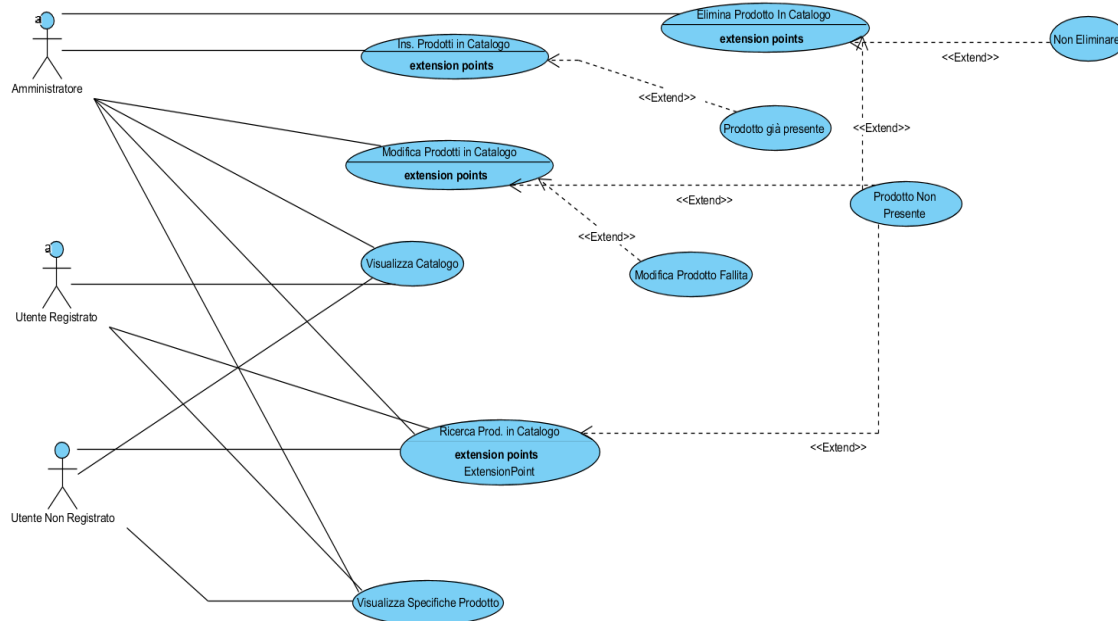 a
Elimina Prodotto In Catalogo
extension points
Non Eliminare
Ins. Prodotti in Catalogo
extension points
<<Extend>>
Amministratore
<<Extend>>
Prodotto già presente
<<Extend>>
Modifica Prodotti in Catalogo
extension points
<<Extend>>
Prodotto Non
Presente
<<Extend>>
a
Visualizza Catalogo
Modifica Prodotto Fallita
Utente Registrato
Ricerca Prod. in Catalogo
extension points
ExtensionPoint
<<Extend>>
Utente Non Registrato
Visualizza Specifiche Prodotto